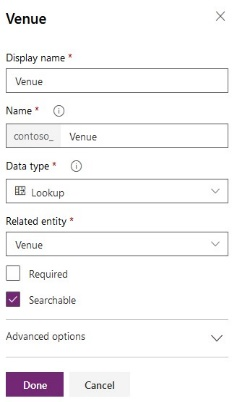 Venue
Display name *
Venue
Name *
contoso_ Venue
Data type *
Lookup
Related entity *
Venue
Required
Searchable
Advanced options
Done Cancel